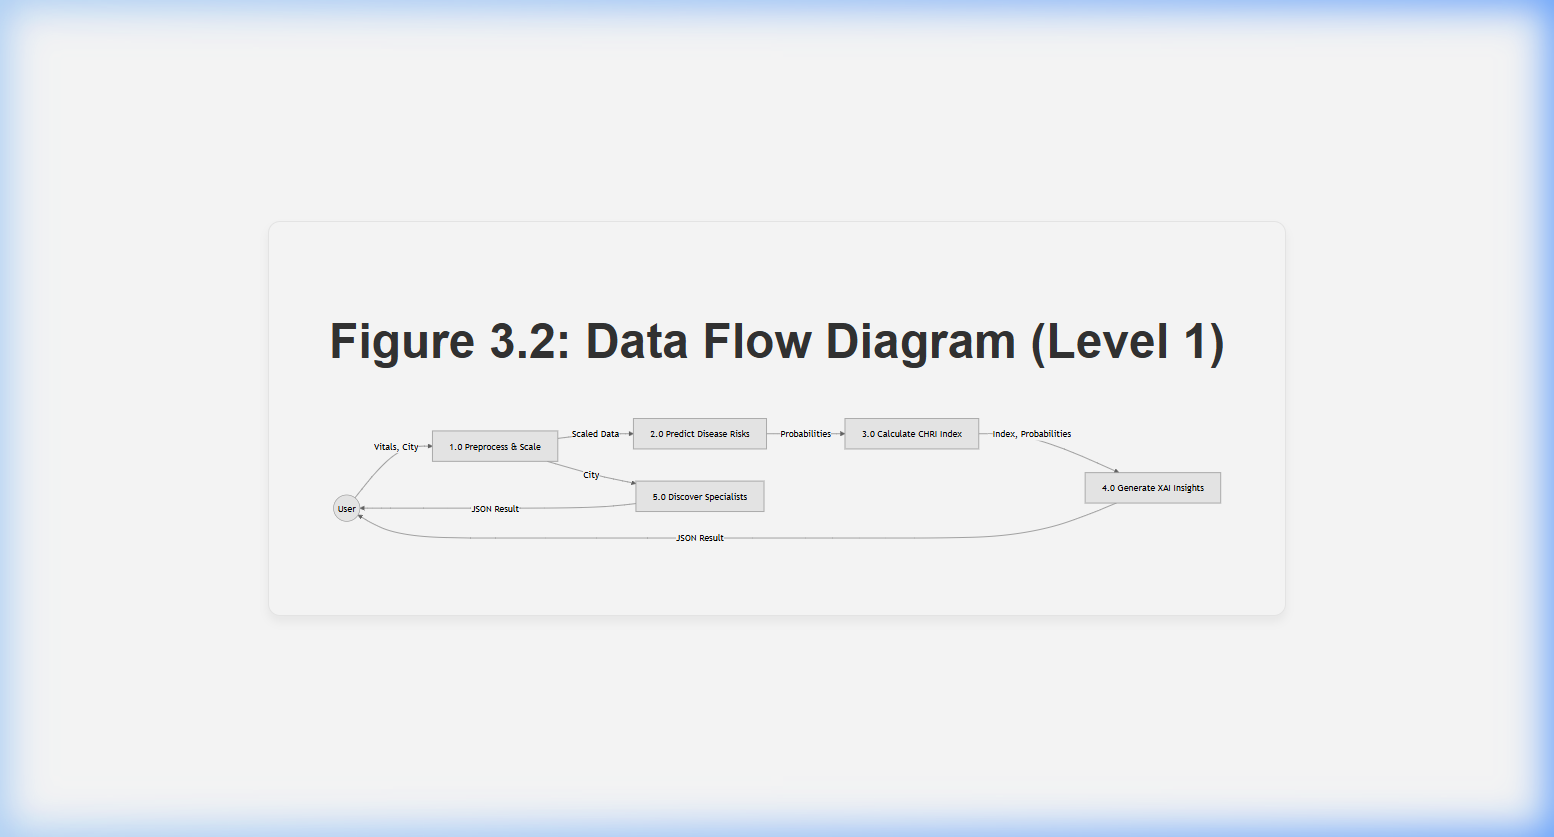 Figure 3.2: Data Flow Diagram (Level 1)
Vitals, City
1.0 Preprocess & Scale
Scaled Data
2.0 Predict Disease Risks
Probabilities
3.0 Calculate CHRI Index
Index, Probabilities
City
4.0 Generate XAI Insights
5.0 Discover Specialists
User
JSON Result
JSON Result